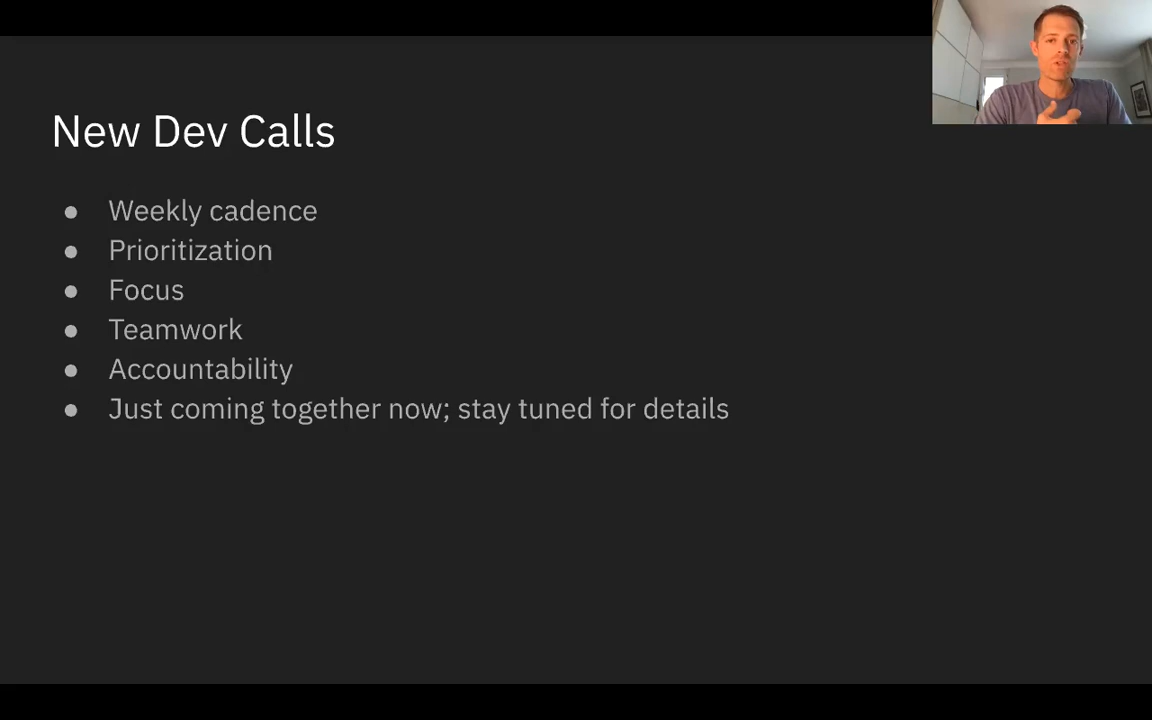 New Dev Calls
● Weekly cadence
● Prioritization
● Focus
● Teamwork
● Accountability
● Just coming together now; stay tuned for details